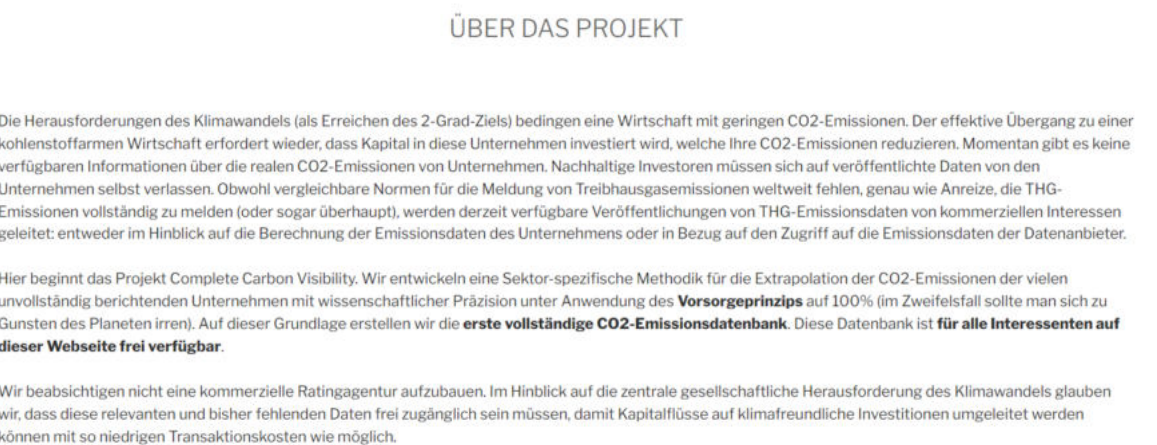 ÜBER DAS PROJEKT
Die Herausforderungen des Klimawandels (als Erreichen des 2-Grad-Ziels) bedingen eine Wirtschaft mit geringen CO2-Emissionen. Der effektive Übergang zu einer
kohlenstoffarmen Wirtschaft erfordert wieder, dass Kapital in diese Unternehmen investiert wird, welche Ihre CO2-Emissionen reduzieren. Momentan gibt es keine
verfügbaren Informationen über die realen CO2-Emissionen von Unternehmen. Nachhaltige Investoren müssen sich auf veröffentlichte Daten von den
Unternehmen selbst verlassen. Obwohl vergleichbare Normen für die Meldung von Treibhausgasemissionen weltweit fehlen, genau wie Anreize, die THG-
Emissionen vollständig zu melden (oder sogar überhaupt), werden derzeit verfügbare Veröffentlichungen von THG-Emissionsdaten von kommerziellen Interessen
geleitet: entweder im Hinblick auf die Berechnung der Emissionsdaten des Unternehmens oder in Bezug auf den Zugriff auf die Emissionsdaten der Datenanbieter.
Hier beginnt das Projekt Complete Carbon Visibility. Wir entwickeln eine Sektor-spezifische Methodik für die Extrapolation der CO2-Emissionen der vielen
unvollständig berichtenden Unternehmen mit wissenschaftlicher Präzision unter Anwendung des Vorsorgeprinzips auf 100% (im Zweifelsfall sollte man sich zu
Gunsten des Planeten irren). Auf dieser Grundlage erstellen wir die erste vollständige CO2-Emissionsdatenbank. Diese Datenbank ist für alle Interessenten auf
dieser Webseite frei verfügbar.
Wir beabsichtigen nicht eine kommerzielle Ratingagentur aufzubauen. Im Hinblick auf die zentrale gesellschaftliche Herausforderung des Klimawandels glauben
wir, dass diese relevanten und bisher fehlenden Daten frei zugänglich sein müssen, damit Kapitalflüsse auf klimafreundliche Investitionen umgeleitet werden
können mit so niedrigen Transaktionskosten wie möglich.